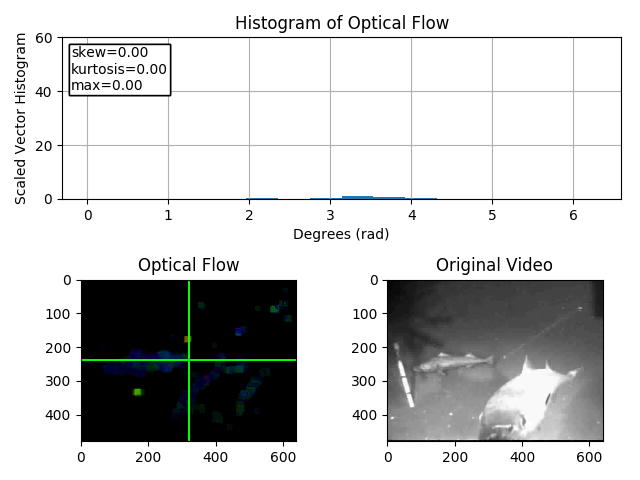 Histogram of Optical Flow
Scaled Vector Histogram
60
40
20
0
skew=0.00
kurtosis=0.00
max=0.00
0 1 2 3 4 5 6
Degrees (rad)
Optical Flow
0
100
200
300
400
0 200 400 600
Original Video
0
100
200
300
400
0 200 400 600